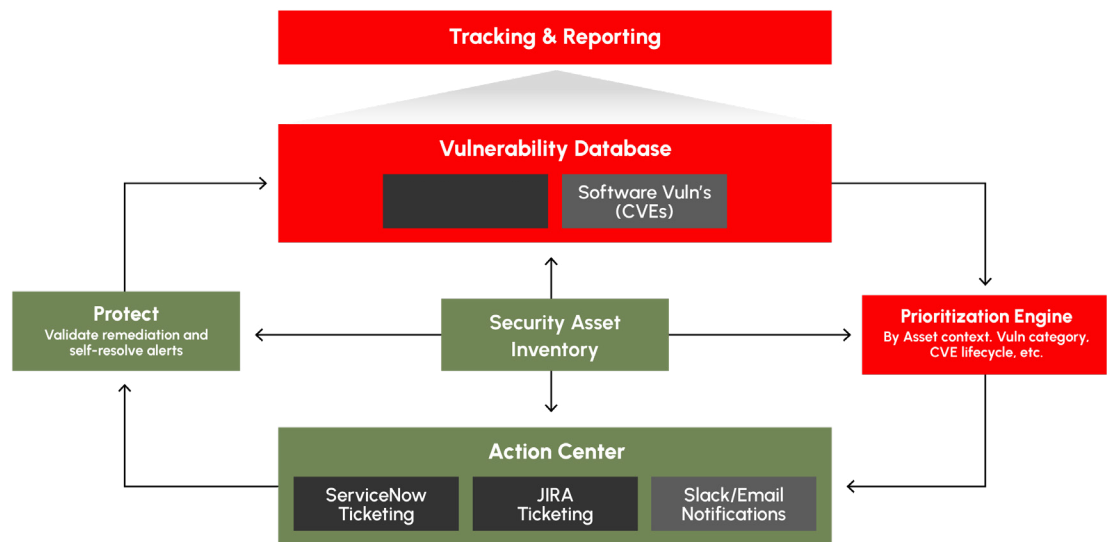 Tracking & Reporting
Vulnerability Database
Software Vuln's
(CVEs)
Protect
Validate remediation and
self-resolve alerts
Security Asset
Inventory
Prioritization Engine
By Asset context, Vuln category,
CVE lifecycle, etc.
Action Center
ServiceNow
Ticketing
JIRA
Ticketing
Slack/Email
Notifications